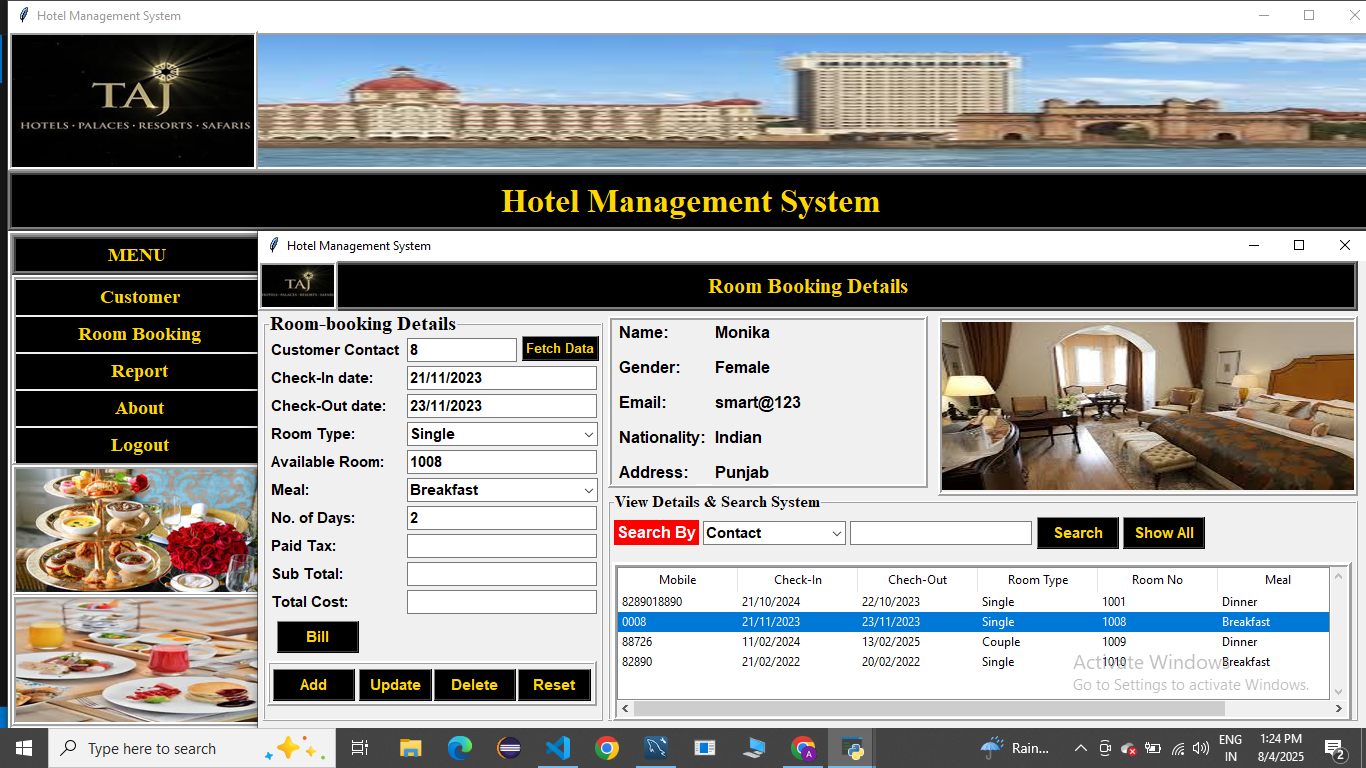 Hotel Management System
TAJ
HOTELS · PALACES · RESORTS · SAFARIS
Hotel Management System
MENU
Customer
Room Booking
Report
About
Logout
Hotel Management System
TAJ
Room Booking Details
Room-booking Details
Customer Contact 8 Fetch Data
Check-In date: 21/11/2023
Check-Out date: 23/11/2023
Room Type: Single
Available Room: 1008
Meal: Breakfast
No. of Days: 2
Paid Tax:
Sub Total:
Total Cost:
Bill
Add Update Delete Reset
Name: Monika
Gender: Female
Email: smart@123
Nationality: Indian
Address: Punjab
View Details & Search System
Search By Contact Search Show All
Mobile Check-In Chech-Out Room Type Room No Meal
8289018890 21/10/2024 22/10/2023 Single 1001 Dinner
0008 21/11/2023 23/11/2023 Single 1008 Breakfast
88726 11/02/2024 13/02/2025 Couple 1009 Dinner
82890 21/02/2022 20/02/2022 Single 1010 Breakfast
Activate Windows
Go to Settings to activate Windows.
Type here to search
A
Rain...
ENG
IN
1:24 PM
8/4/2025
2